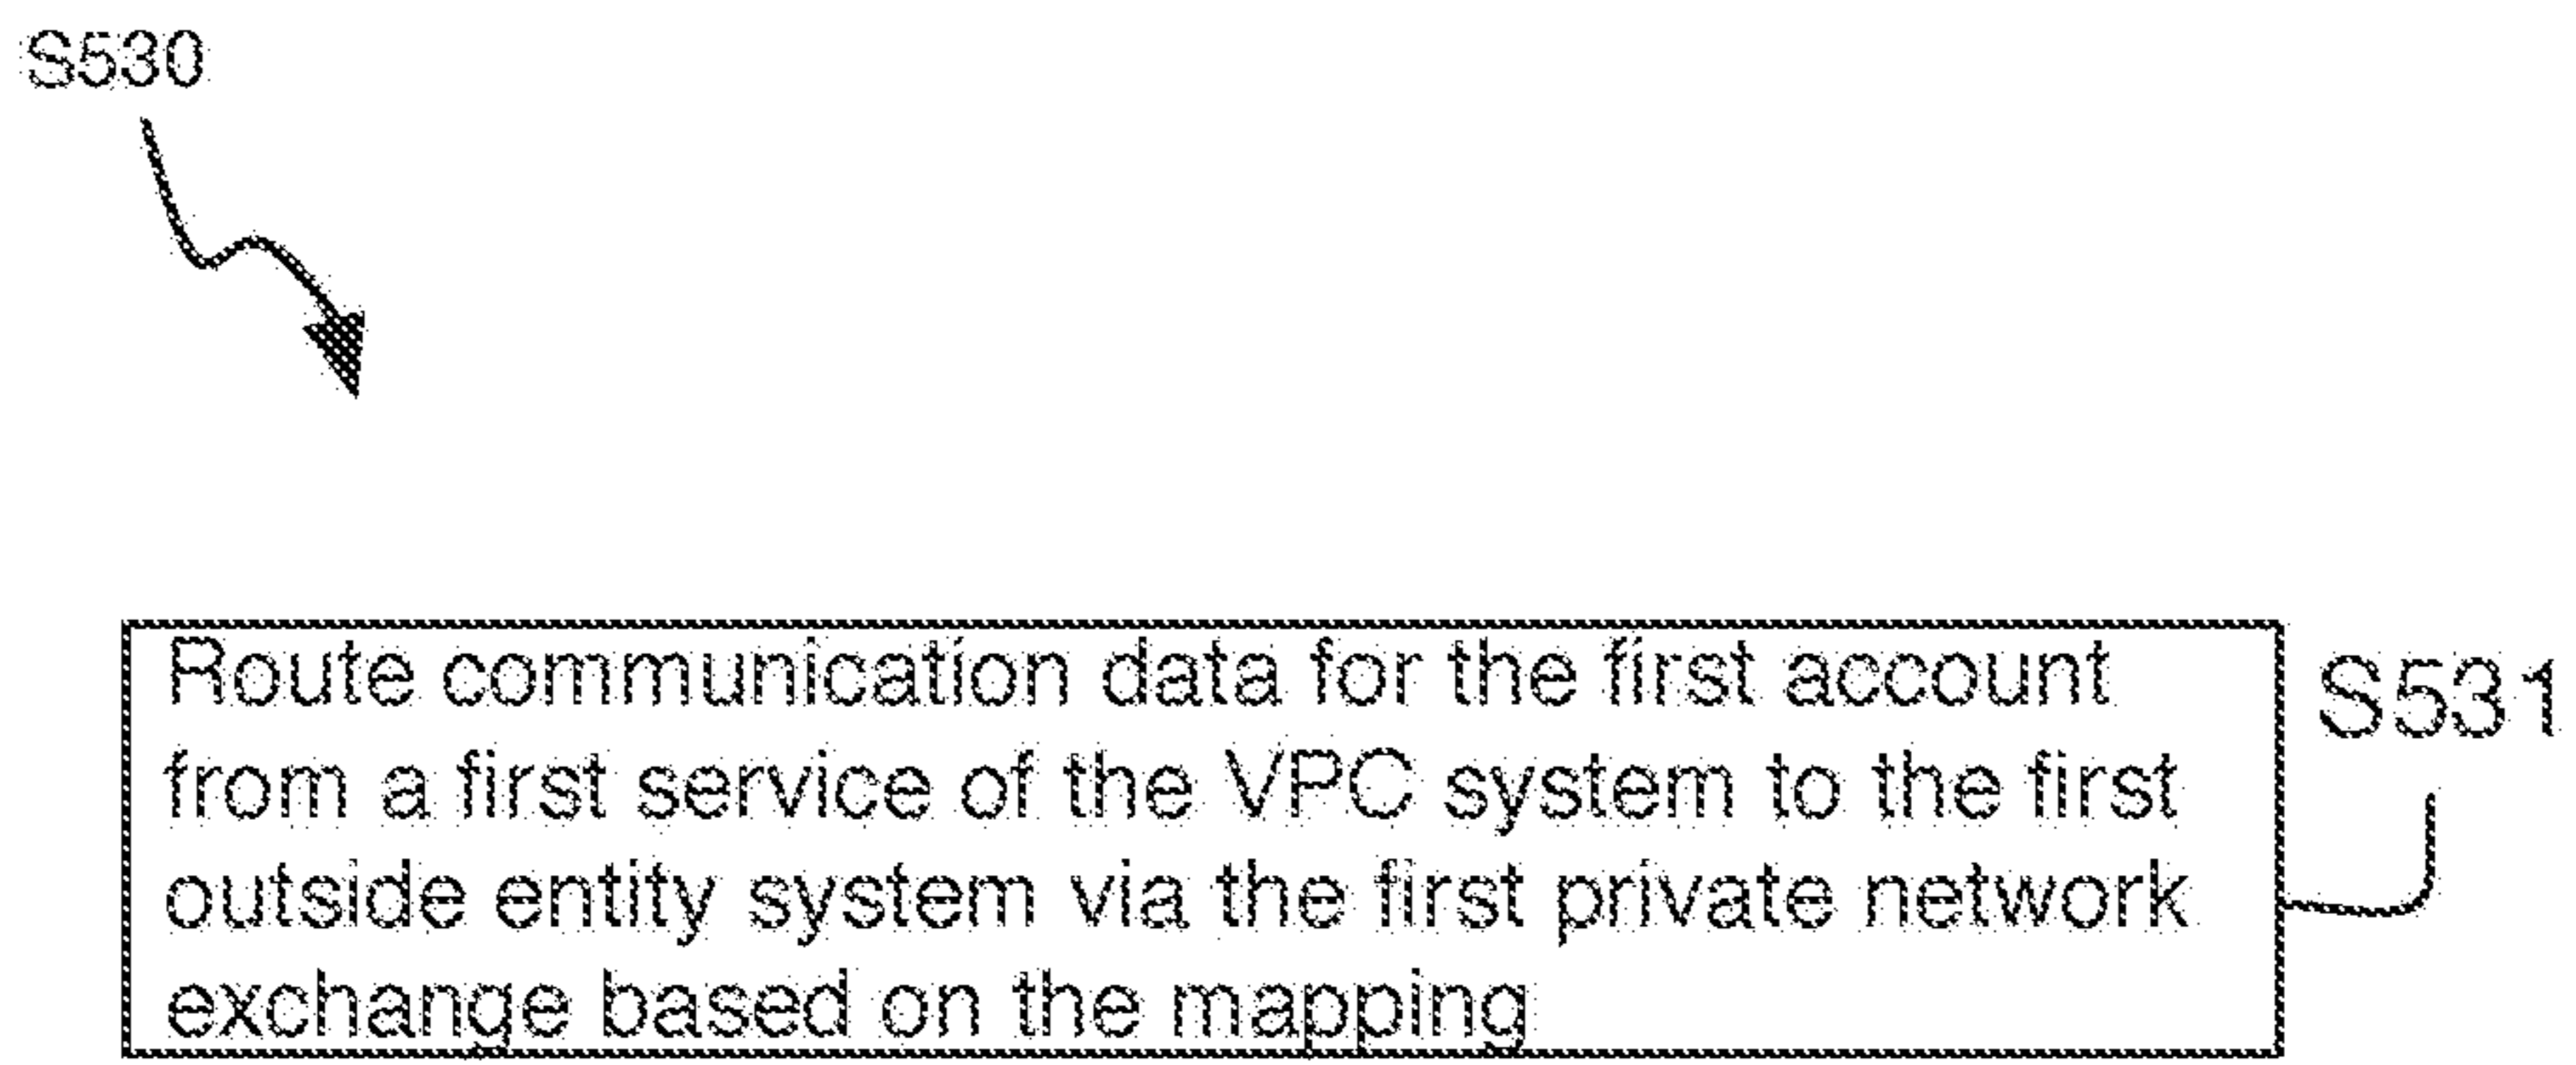 S530
Route communication data for the first account
S531
from a first service of the VPC system to the first
outside entity system via the first private network
exchange based on the mapping